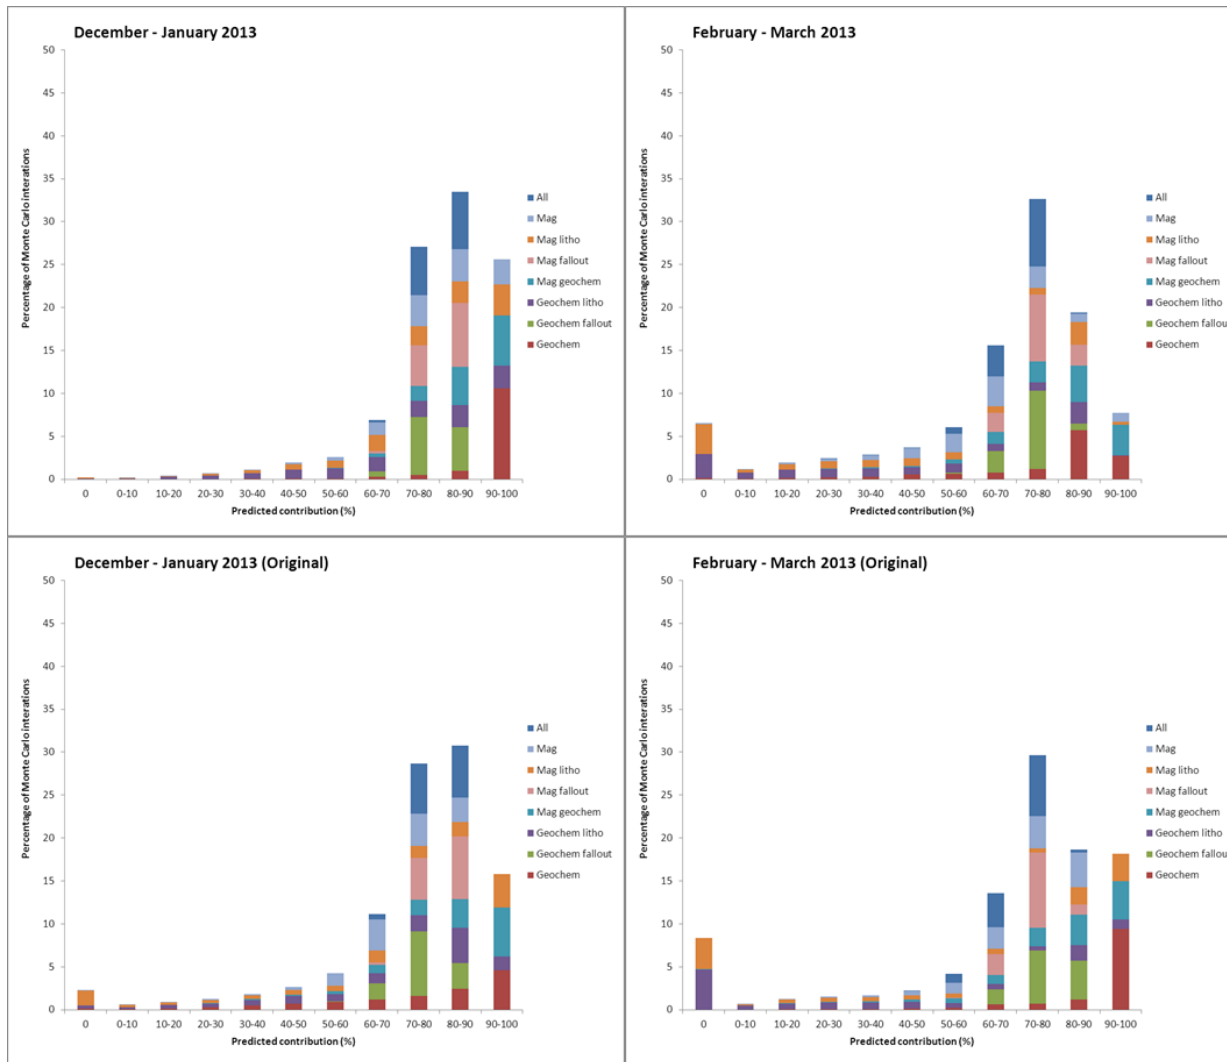 December - January 2013
50
45
40
35
30
25
20
15
10
5
0
Percentage of Monte Carlo interations
0 0-10 10-20 20-30 30-40 40-50 50-60 60-70 70-80 80-90 90-100
Predicted contribution (%)
All
Mag
Mag litho
Mag fallout
Mag geochem
Geochem litho
Geochem fallout
Geochem
February - March 2013
50
45
40
35
30
25
20
15
10
5
0
Percentage of Monte Carlo interations
0 0-10 10-20 20-30 30-40 40-50 50-60 60-70 70-80 80-90 90-100
Predicted contribution (%)
All
Mag
Mag litho
Mag fallout
Mag geochem
Geochem litho
Geochem fallout
Geochem
December - January 2013 (Original)
50
45
40
35
30
25
20
15
10
5
0
Percentage of Monte Carlo interations
0 0-10 10-20 20-30 30-40 40-50 50-60 60-70 70-80 80-90 90-100
Predicted contribution (%)
All
Mag
Mag litho
Mag fallout
Mag geochem
Geochem litho
Geochem fallout
Geochem
February - March 2013 (Original)
50
45
40
35
30
25
20
15
10
5
0
Percentage of Monte Carlo interations
0 0-10 10-20 20-30 30-40 40-50 50-60 60-70 70-80 80-90 90-100
Predicted contribution (%)
All
Mag
Mag litho
Mag fallout
Mag geochem
Geochem litho
Geochem fallout
Geochem